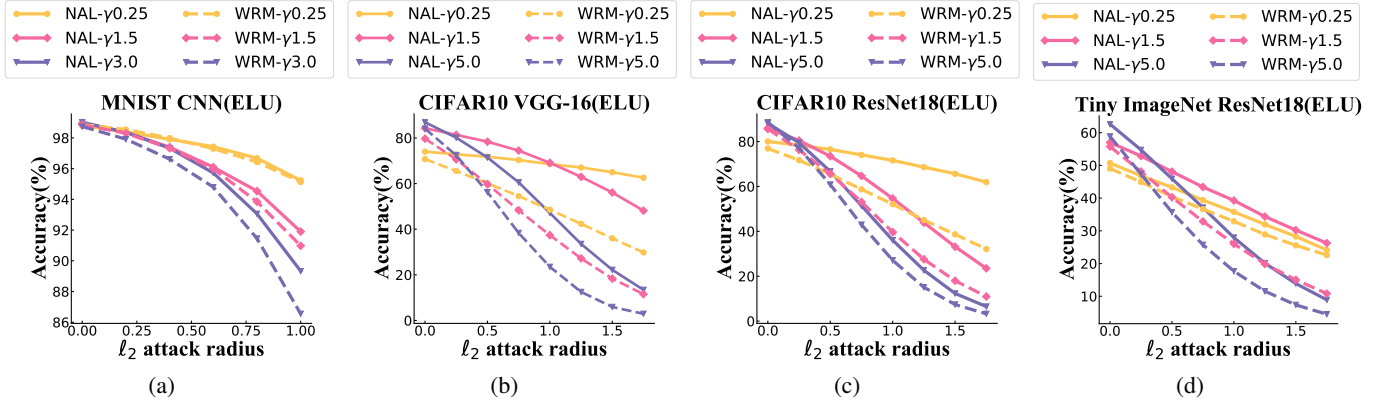 NAL-γ0.25 WRM-γ0.25
NAL-γ1.5 WRM-γ1.5
NAL-γ3.0 WRM-γ3.0
MNIST CNN(ELU)
Accuracy(%)
98
96
94
92
90
88
86
0.00 0.25 0.50 0.75 1.00
ℓ2 attack radius
(a)
NAL-γ0.25 WRM-γ0.25
NAL-γ1.5 WRM-γ1.5
NAL-γ5.0 WRM-γ5.0
CIFAR10 VGG-16(ELU)
Accuracy(%)
80
60
40
20
0
0.0 0.5 1.0 1.5
ℓ2 attack radius
(b)
NAL-γ0.25 WRM-γ0.25
NAL-γ1.5 WRM-γ1.5
NAL-γ5.0 WRM-γ5.0
CIFAR10 ResNet18(ELU)
Accuracy(%)
80
60
40
20
0
0.0 0.5 1.0 1.5
ℓ2 attack radius
(c)
NAL-γ0.25 WRM-γ0.25
NAL-γ1.5 WRM-γ1.5
NAL-γ5.0 WRM-γ5.0
Tiny ImageNet ResNet18(ELU)
Accuracy(%)
60
50
40
30
20
10
0.0 0.5 1.0 1.5
ℓ2 attack radius
(d)